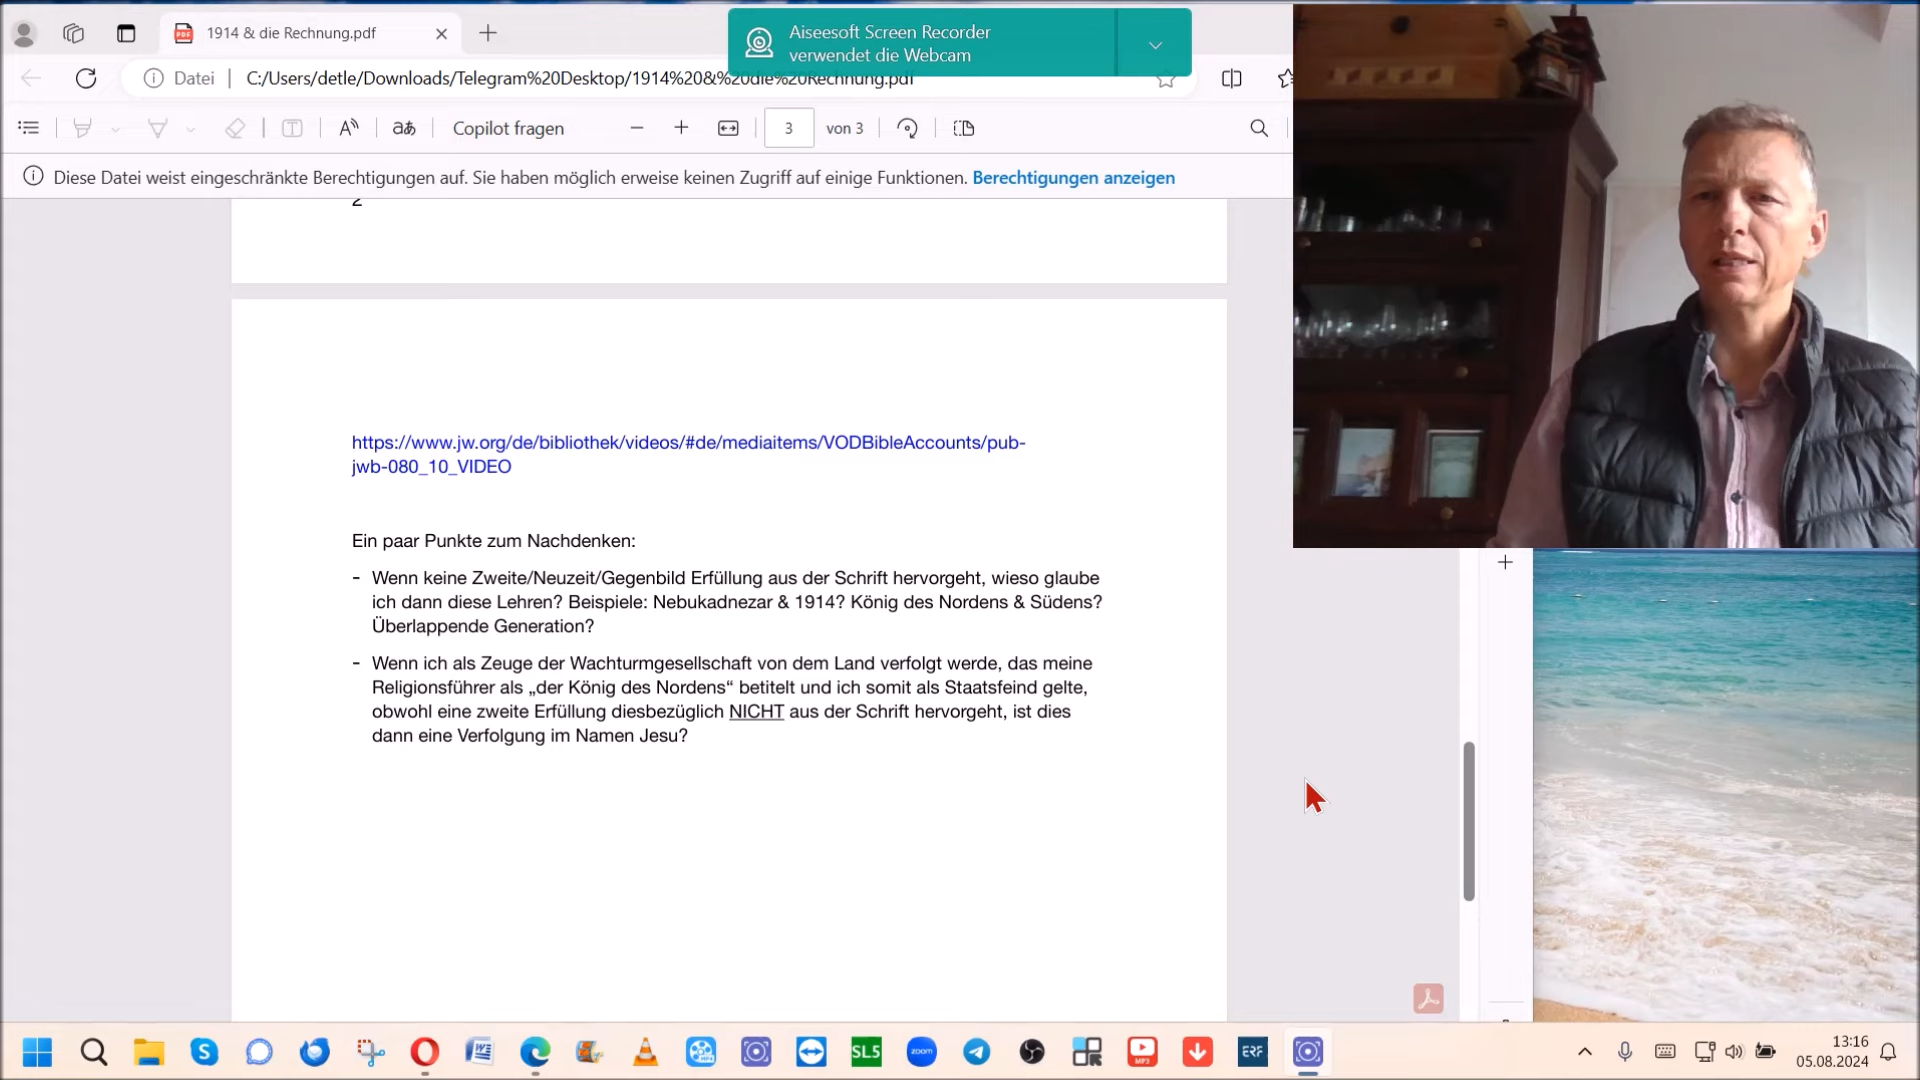 1914 & die Rechnung.pdf
Aiseesoft Screen Recorder
verwendet die Webcam
Datei
C:/Users/detle/Downloads/Telegram%20Desktop/1914%20&%20die%20Rechnung.pdf
Copilot fragen
3
von 3
Diese Datei weist eingeschränkte Berechtigungen auf. Sie haben möglich erweise keinen Zugriff auf einige Funktionen. Berechtigungen anzeigen
2
https://www.jw.org/de/bibliothek/videos/#de/mediaitems/VODBibleAccounts/pub-
jwb-080_10_VIDEO
Ein paar Punkte zum Nachdenken:
- Wenn keine Zweite/Neuzeit/Gegenbild Erfüllung aus der Schrift hervorgeht, wieso glaube
ich dann diese Lehren? Beispiele: Nebukadnezar & 1914? König des Nordens & Südens?
Überlappende Generation?
- Wenn ich als Zeuge der Wachturmgesellschaft von dem Land verfolgt werde, das meine
Religionsführer als „der König des Nordens“ betitelt und ich somit als Staatsfeind gelte,
obwohl eine zweite Erfüllung diesbezüglich NICHT aus der Schrift hervorgeht, ist dies
dann eine Verfolgung im Namen Jesu?
SL5
zoom
MP3
ERF
13:16
05.08.2024